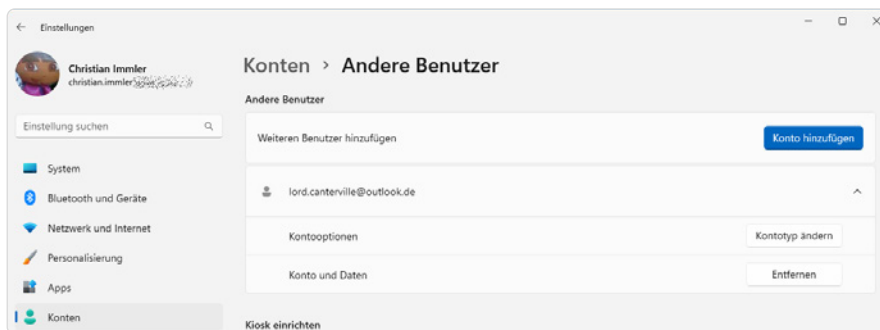 Einstellungen
Christian Immler
christian.immler
Einstellung suchen
System
Bluetooth und Geräte
Netzwerk und Internet
Personalisierung
Apps
Konten
Konten > Andere Benutzer
Andere Benutzer
Weiteren Benutzer hinzufügen
Konto hinzufügen
lord.canterville@outlook.de
Kontooptionen
Kontotyp ändern
Konto und Daten
Entfernen
Kiosk einrichten